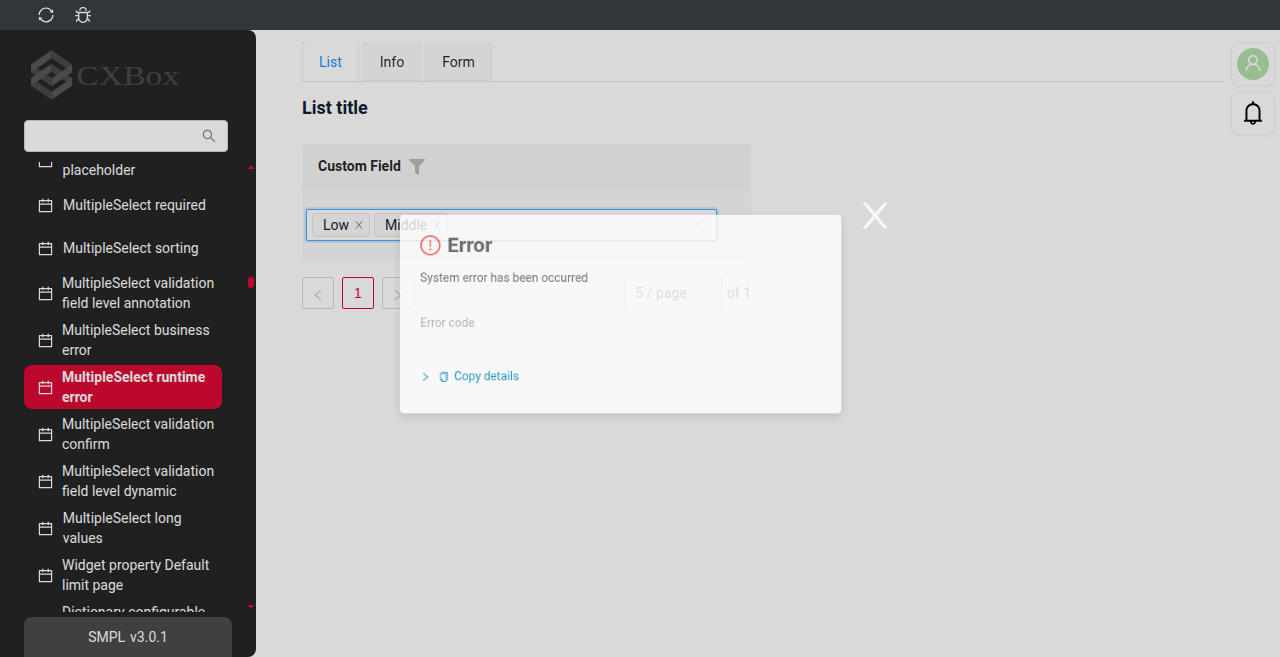 CXBox
placeholder
MultipleSelect required
MultipleSelect sorting
MultipleSelect validation
field level annotation
MultipleSelect business
error
MultipleSelect runtime
error
MultipleSelect validation
confirm
MultipleSelect validation
field level dynamic
MultipleSelect long
values
Widget property Default
limit page
Dictionary configurable
SMPL v3.0.1
List
Info
Form
List title
Custom Field
Low
Middle
1
5 / page
of 1
Error
System error has been occurred
Error code
Copy details